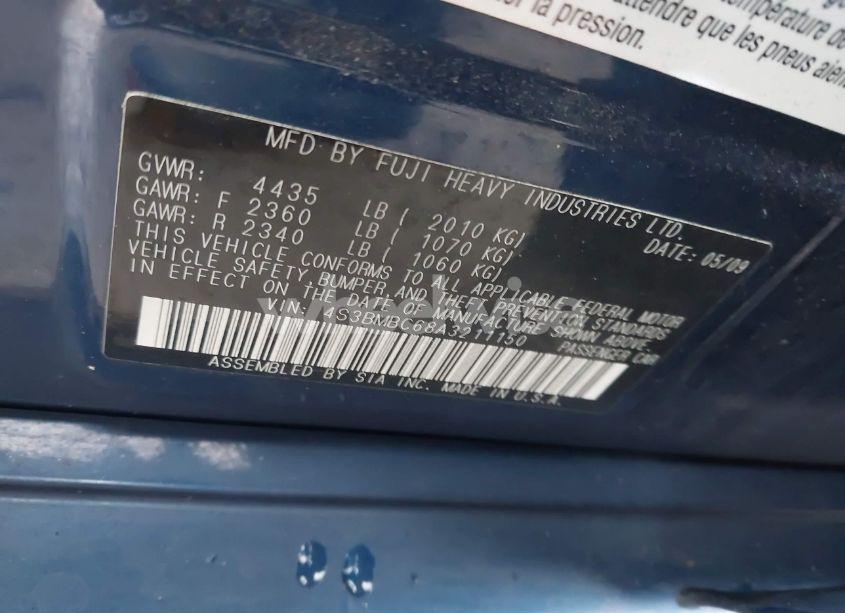 température de
attendre que les pneus aient
la pression.
MFD BY FUJI HEAVY INDUSTRIES LTD.
GVWR: 4435 LB ( 2010 KG) DATE: 05/09
GAWR: F 2360 LB ( 1070 KG)
GAWR: R 2340 LB ( 1060 KG)
THIS VEHICLE CONFORMS TO ALL APPLICABLE FEDERAL MOTOR
VEHICLE SAFETY, BUMPER, AND THEFT PREVENTION STANDARDS
IN EFFECT ON THE DATE OF MANUFACTURE SHOWN ABOVE.
VIN: 4S3BMBC68A3211150 PASSENGER CAR
ASSEMBLED BY SIA INC. MADE IN U.S.A.